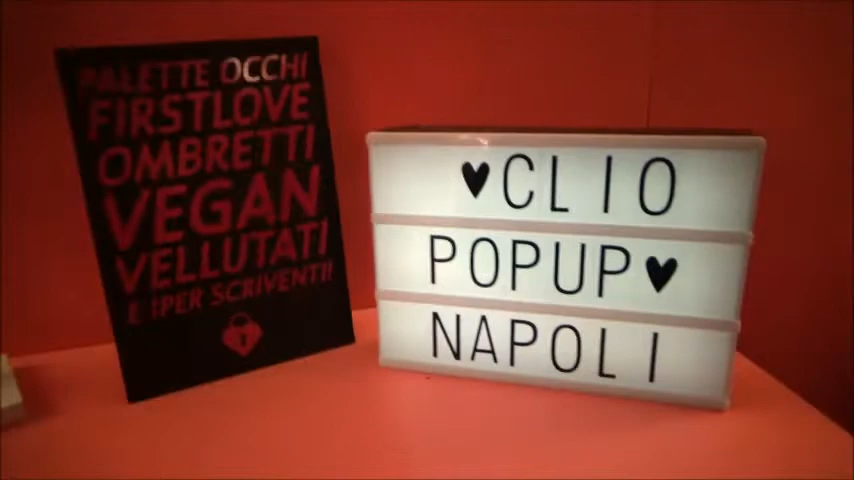 PALETTE OCCHI
FIRSTLOVE
OMBRETTI
VEGAN
VELLUTATI
E IPER SCRIVENTI!
♥CLIO
POPUP♥
NAPOLI